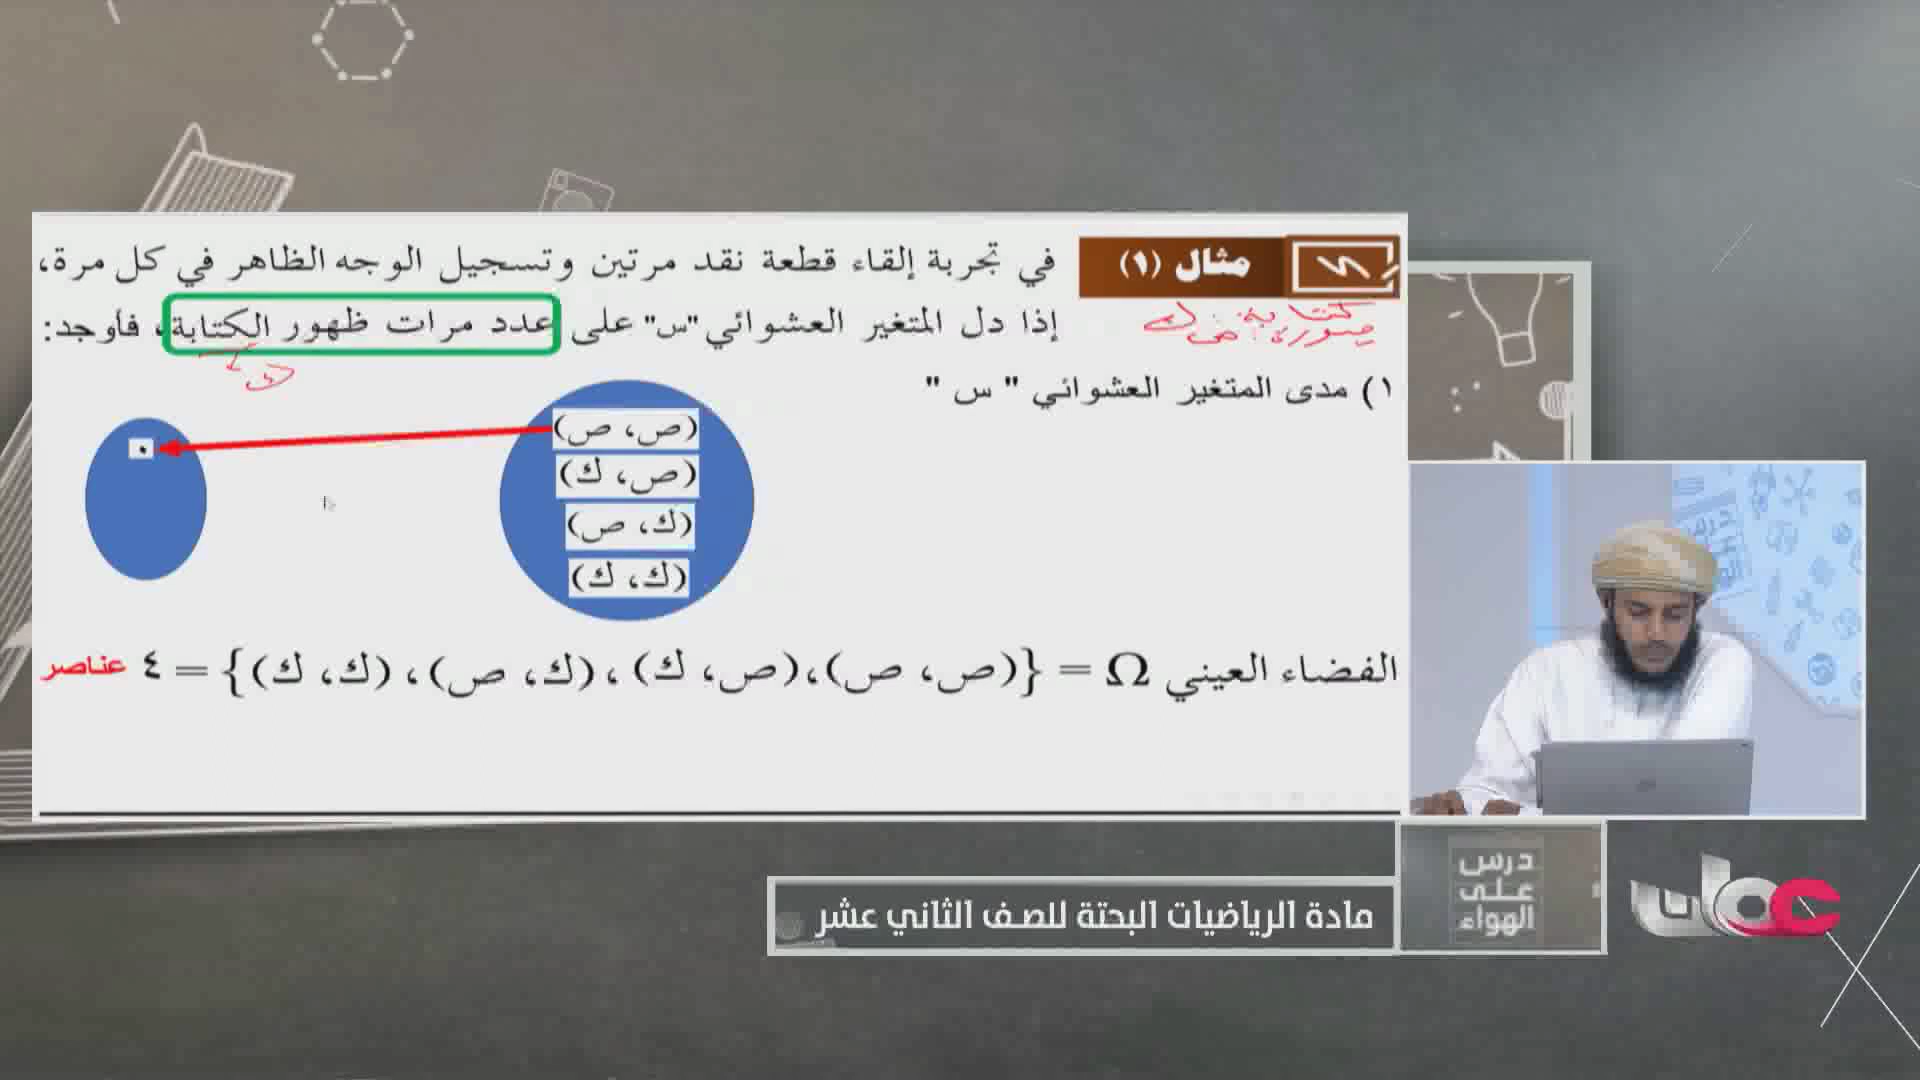 مثال (١)
في تجربة إلقاء قطعة نقد مرتين وتسجيل الوجه الظاهر في كل مرة،
إذا دل المتغير العشوائي "س" على عدد مرات ظهور الكتابة، فأوجد:
كتابة: ك
صورة: ص
ك
١) مدى المتغير العشوائي " س "
(ص، ص)
(ص، ك)
(ك، ص)
(ك، ك)
٠
الفضاء العيني Ω = {(ص، ص)،(ص، ك)، (ك، ص)، (ك، ك)} = ٤ عناصر
درس
على
الهواء
مادة الرياضيات البحتة للصف الثاني عشر